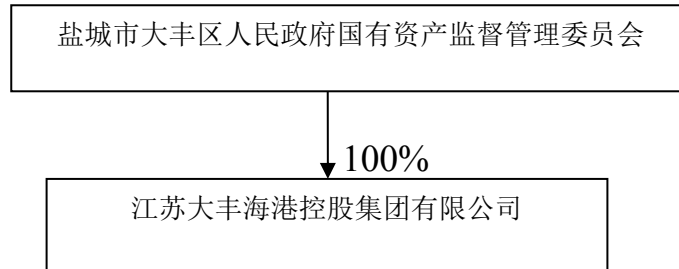 盐城市大丰区人民政府国有资产监督管理委员会
100%
江苏大丰海港控股集团有限公司